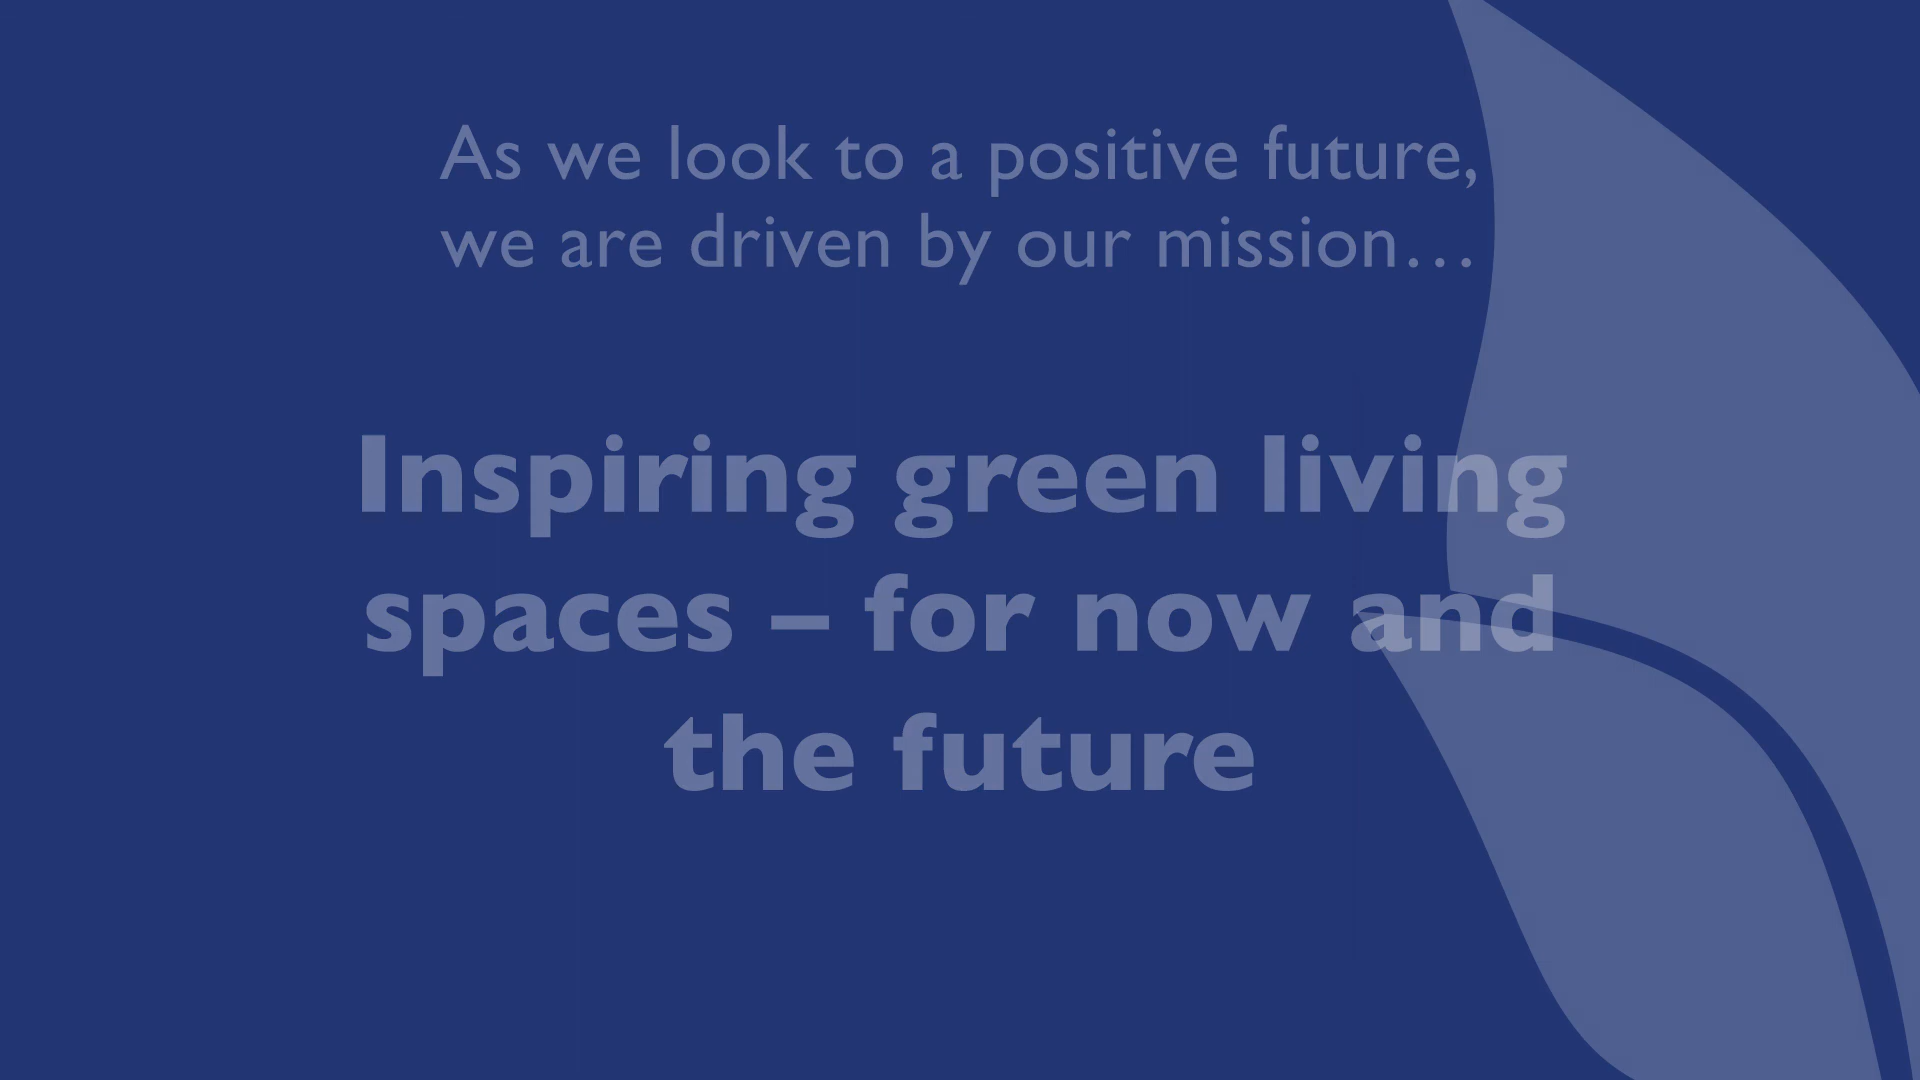 As we look to a positive future,
we are driven by our mission…
Inspiring green living
spaces – for now and
the future